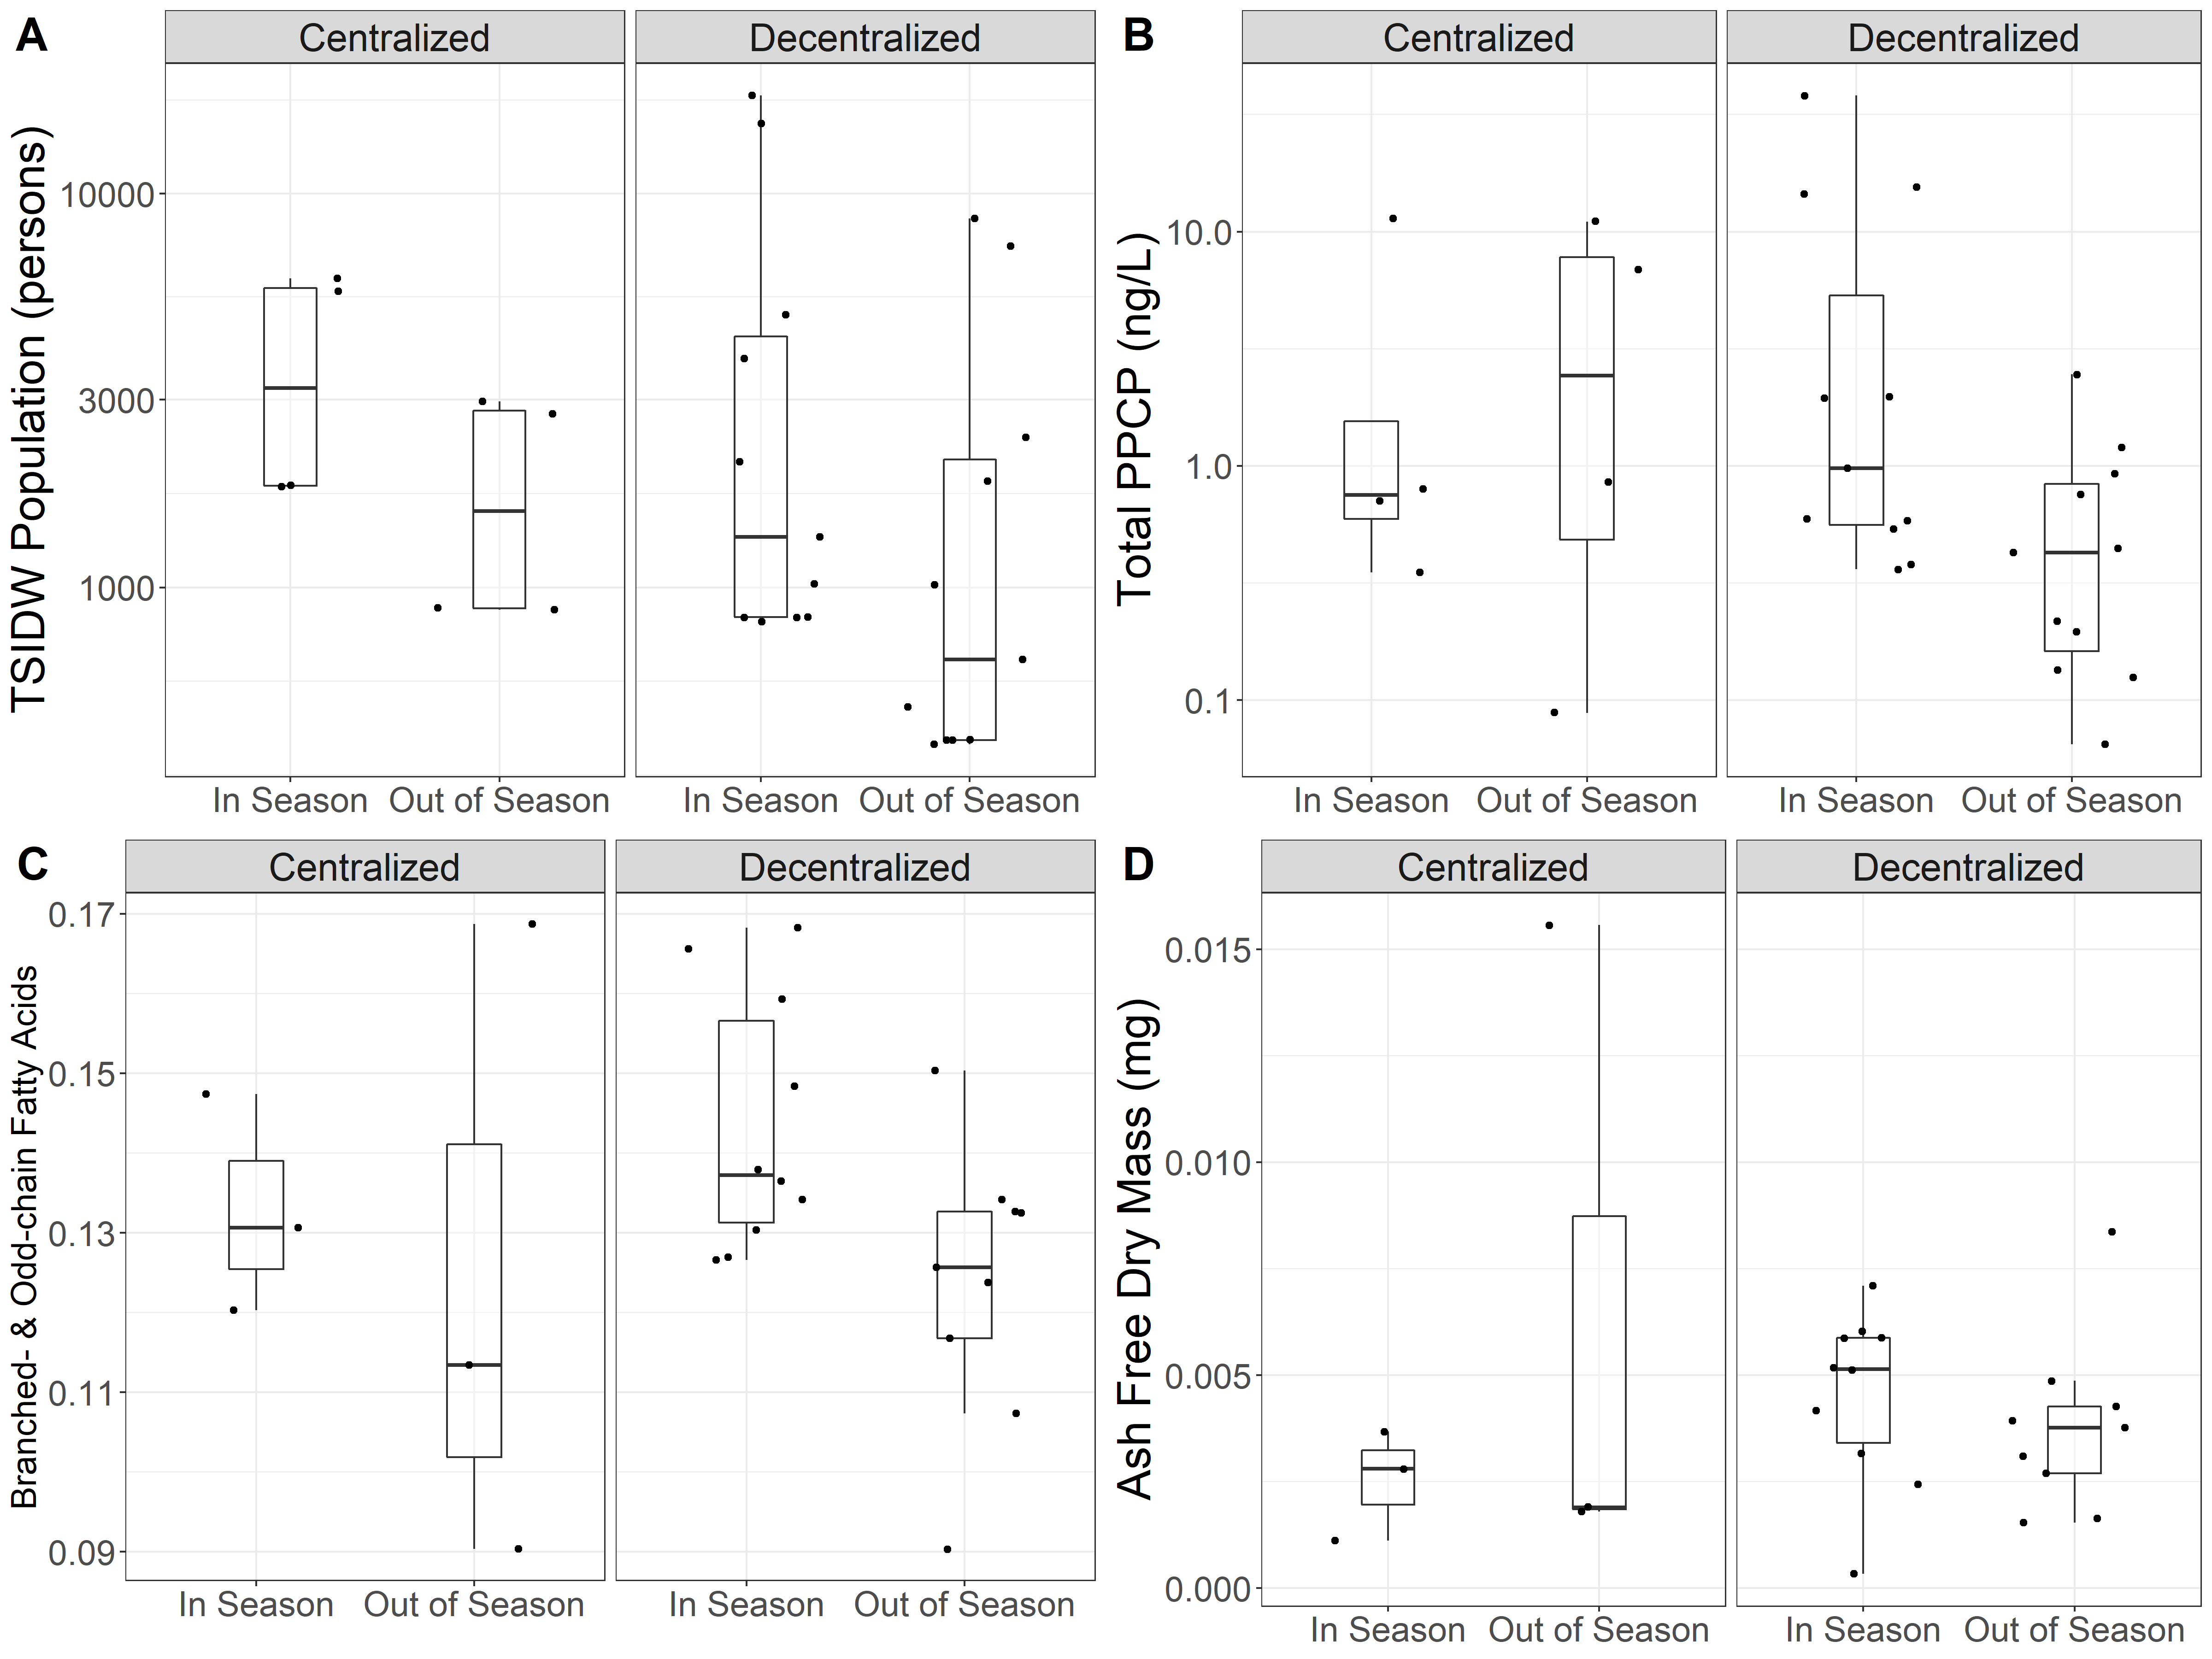 A
Centralized
Decentralized
TSIDW Population (persons)
10000
3000
1000
In Season
Out of Season
In Season
Out of Season
B
Centralized
Decentralized
Total PPCP (ng/L)
10.0
1.0
0.1
In Season
Out of Season
In Season
Out of Season
C
Centralized
Decentralized
Branched- & Odd-chain Fatty Acids
0.17
0.15
0.13
0.11
0.09
In Season
Out of Season
In Season
Out of Season
D
Centralized
Decentralized
Ash Free Dry Mass (mg)
0.015
0.010
0.005
0.000
In Season
Out of Season
In Season
Out of Season